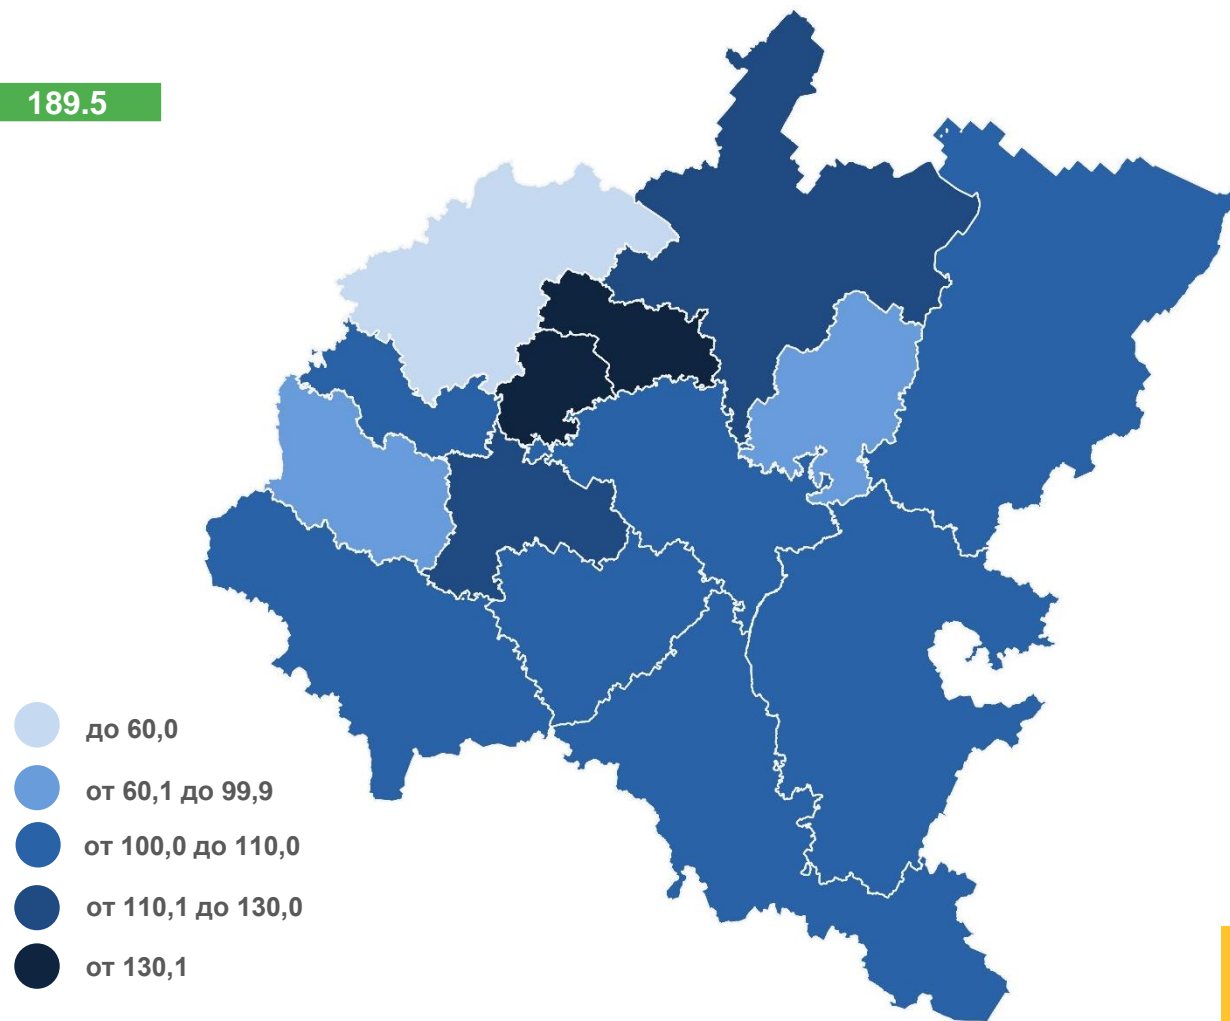 189.5
до 60,0
от 60,1 до 99,9
от 100,0 до 110,0
от 110,1 до 130,0
от 130,1